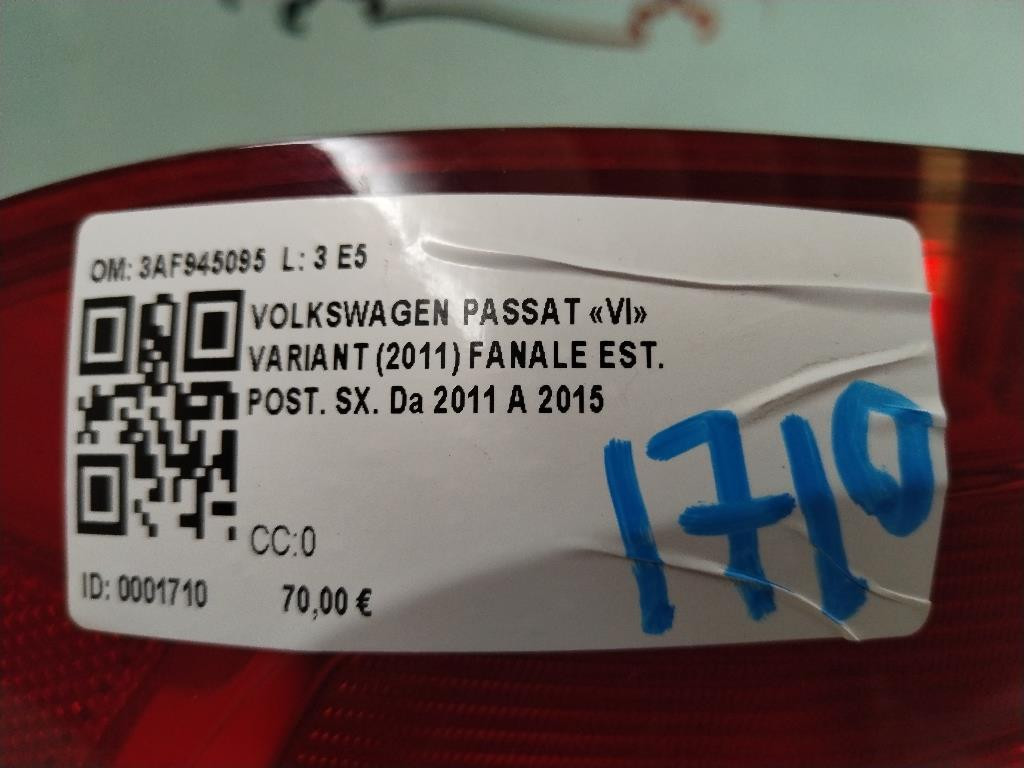 OM: 3AF945095 L: 3 E5
VOLKSWAGEN PASSAT «VI»
VARIANT (2011) FANALE EST.
POST. SX. Da 2011 A 2015
CC:0
ID: 0001710 70,00 €
1710